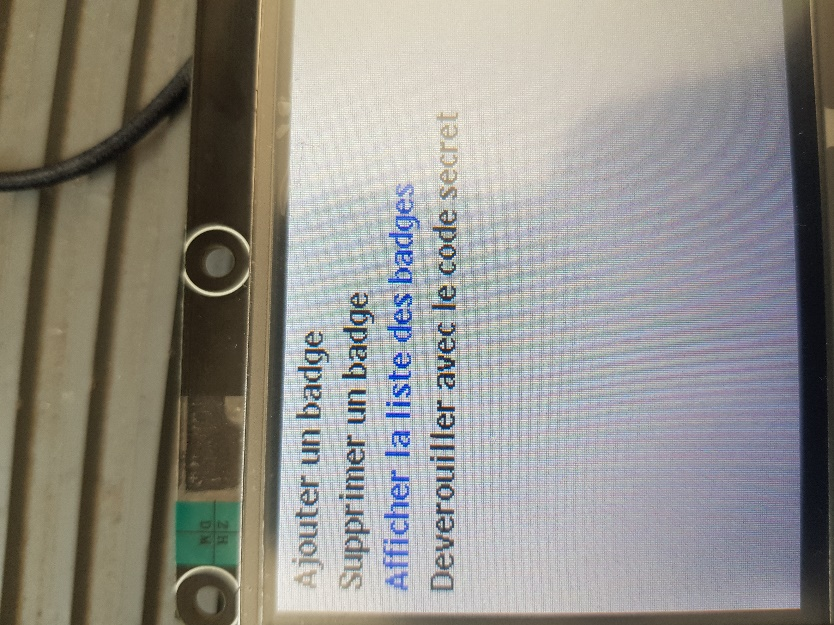 Ajouter un badge
Supprimer un badge
Afficher la liste des badges
Deverouiller avec le code secret